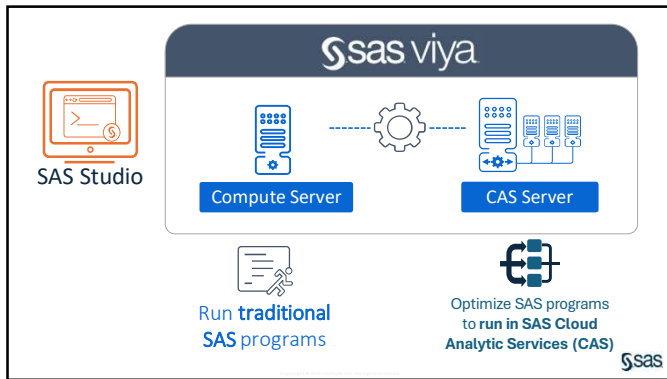 sas viya
SAS Studio
Compute Server
CAS Server
Run traditional
SAS programs
Optimize SAS programs
to run in SAS Cloud
Analytic Services (CAS)
sas